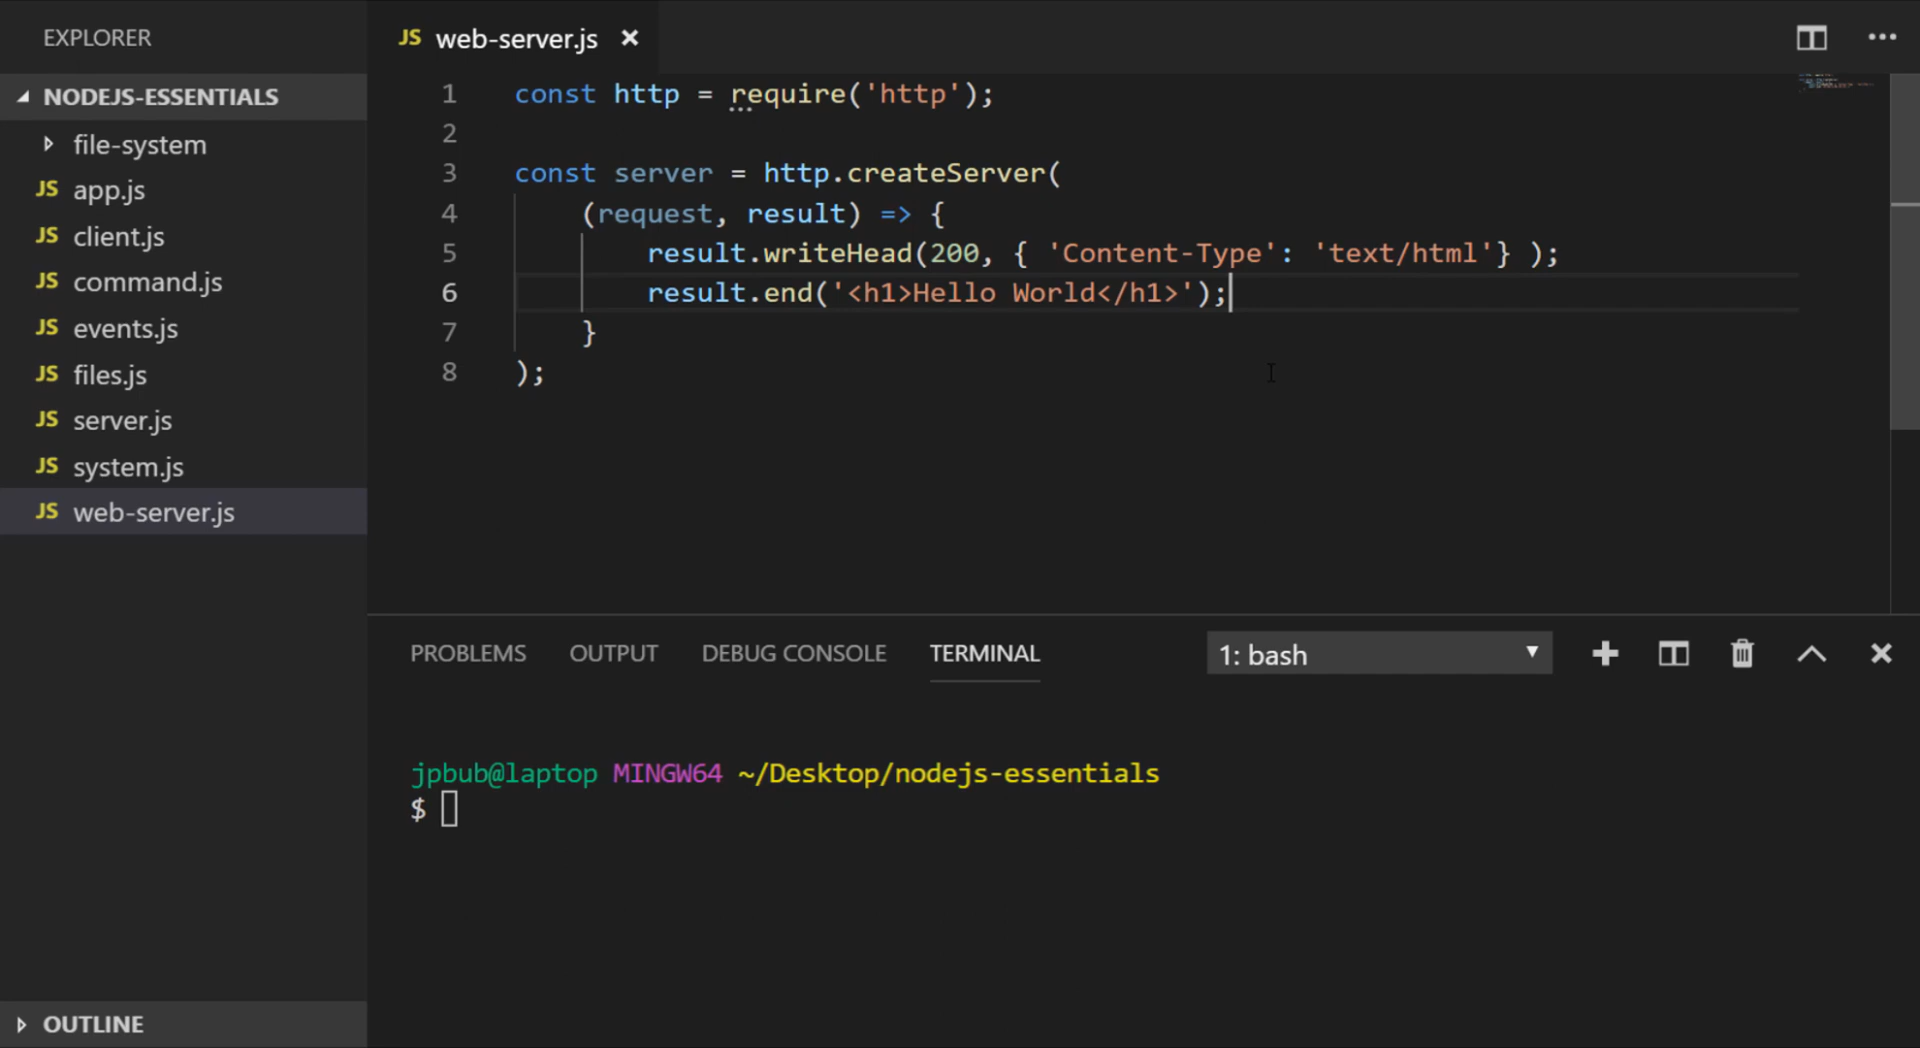 EXPLORER
NODEJS-ESSENTIALS
file-system
JS app.js
JS client.js
JS command.js
JS events.js
JS files.js
JS server.js
JS system.js
JS web-server.js
OUTLINE
JS web-server.js
1 const http = require('http');
2
3 const server = http.createServer(
4 (request, result) => {
5 result.writeHead(200, { 'Content-Type': 'text/html'} );
6 result.end('<h1>Hello World</h1>');
7 }
8 );
PROBLEMS OUTPUT DEBUG CONSOLE TERMINAL 1: bash
jpbub@laptop MINGW64 ~/Desktop/nodejs-essentials
$